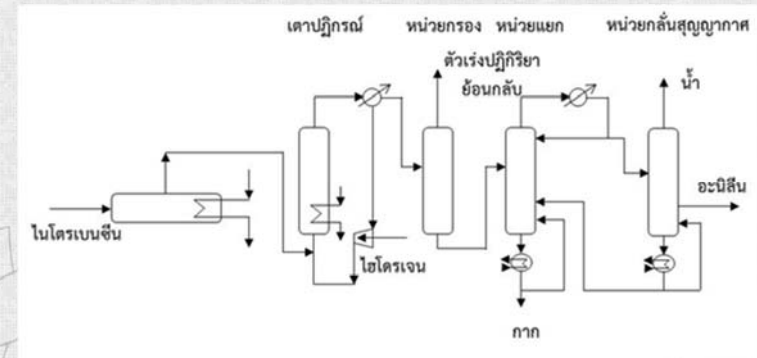 เตาปฏิกรณ์ หน่วยกรอง หน่วยแยก หน่วยกลั่นสุญญากาศ
ตัวเร่งปฏิกิริยา
ย้อนกลับ
น้ำ
อะนิลีน
ไนโตรเบนซีน
ไฮโดรเจน
กาก